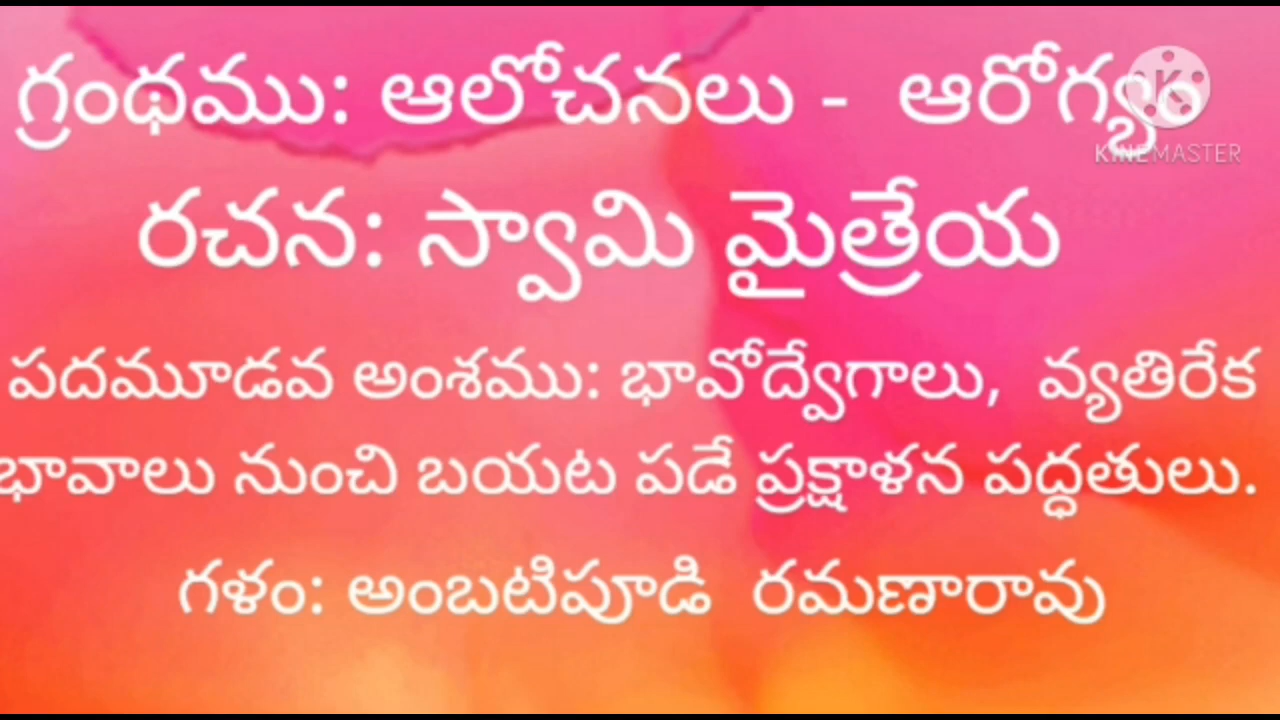 గ్రంథము: ఆలోచనలు - ఆరోగ్యం
KINEMASTER
రచన: స్వామి మైత్రేయ
పదమూడవ అంశము: భావోద్వేగాలు, వ్యతిరేక
భావాలు నుంచి బయట పడే ప్రక్షాళన పద్ధతులు.
గళం: అంబటిపూడి రమణారావు